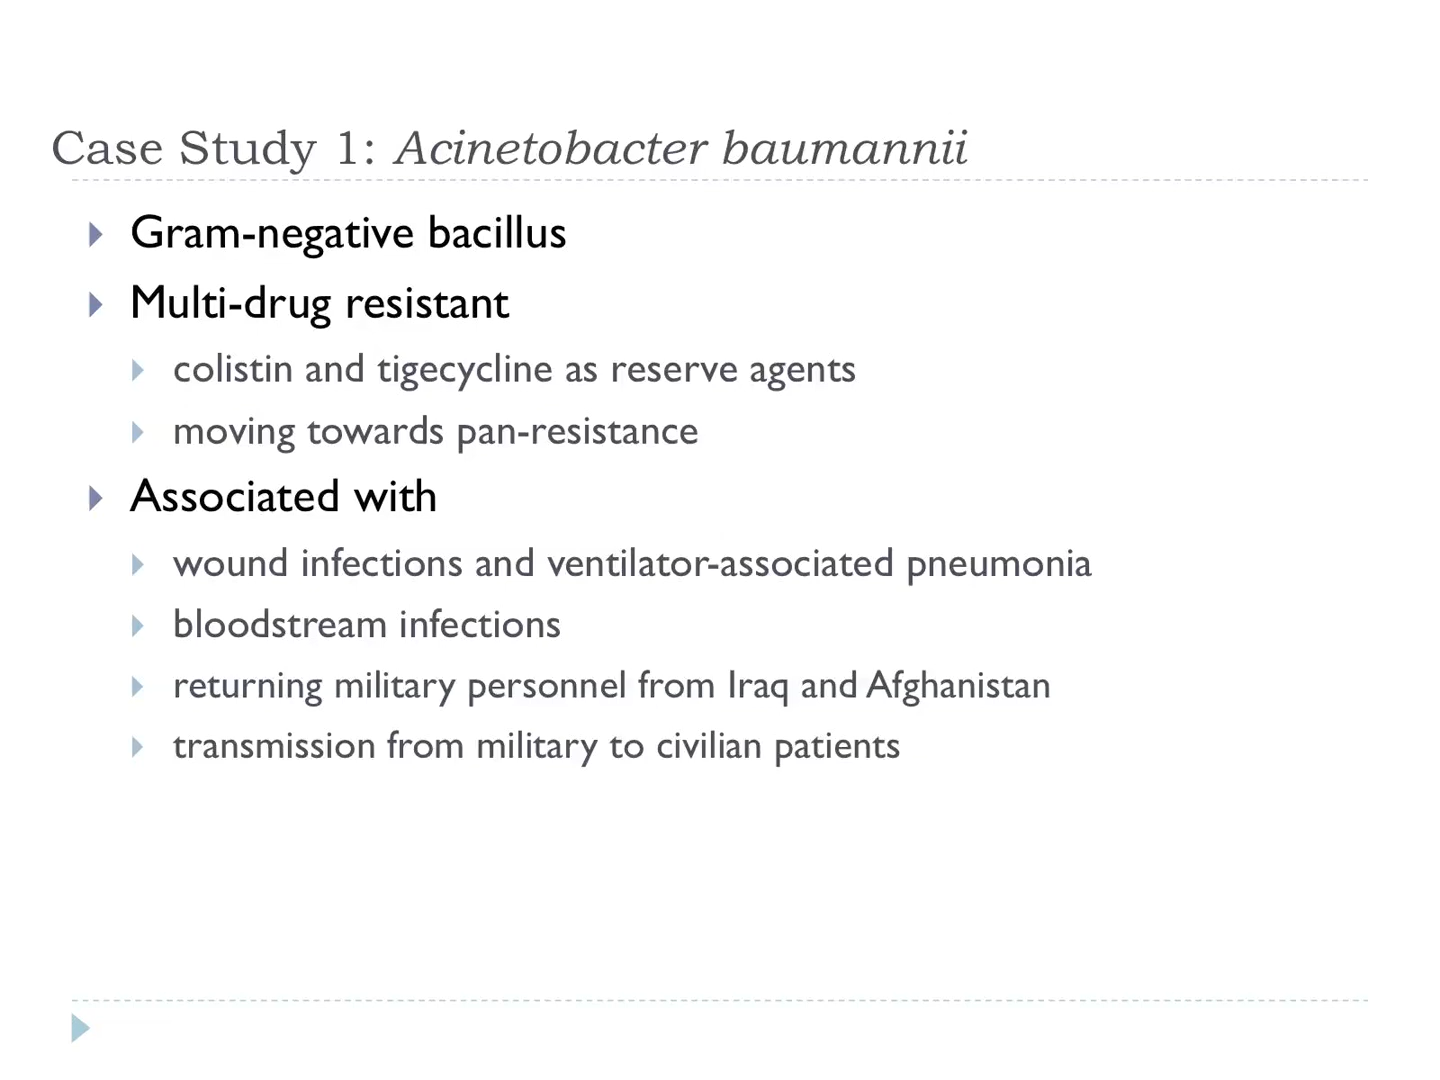 Case Study 1: Acinetobacter baumannii
Gram-negative bacillus
Multi-drug resistant
colistin and tigecycline as reserve agents
moving towards pan-resistance
Associated with
wound infections and ventilator-associated pneumonia
bloodstream infections
returning military personnel from Iraq and Afghanistan
transmission from military to civilian patients